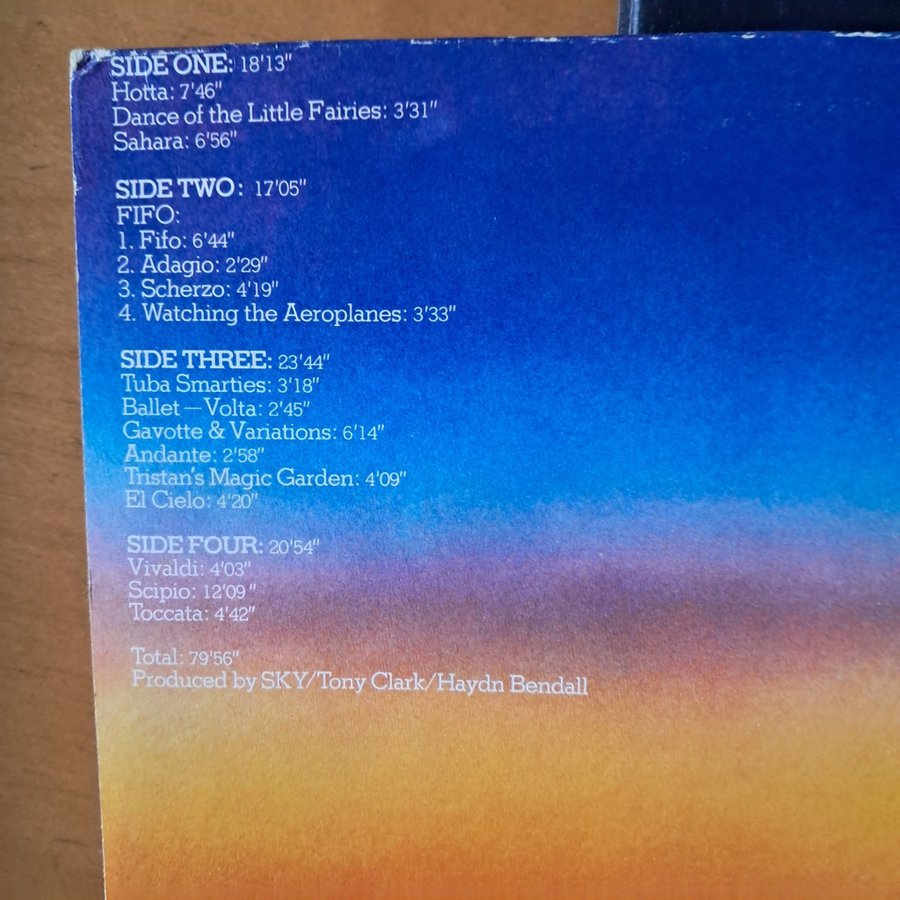 SIDE ONE: 18'13"
Hotta: 7'46"
Dance of the Little Fairies: 3'31"
Sahara: 6'56"
SIDE TWO: 17'05"
FIFO:
1. Fifo: 6'44"
2. Adagio: 2'29"
3. Scherzo: 4'19"
4. Watching the Aeroplanes: 3'33"
SIDE THREE: 23'44"
Tuba Smarties: 3'18"
Ballet—Volta: 2'45"
Gavotte & Variations: 6'14"
Andante: 2'58"
Tristan's Magic Garden: 4'09"
El Cielo: 4'20"
SIDE FOUR: 20'54"
Vivaldi: 4'03"
Scipio: 12'09"
Toccata: 4'42"
Total: 79'56"
Produced by SKY/Tony Clark/Haydn Bendall